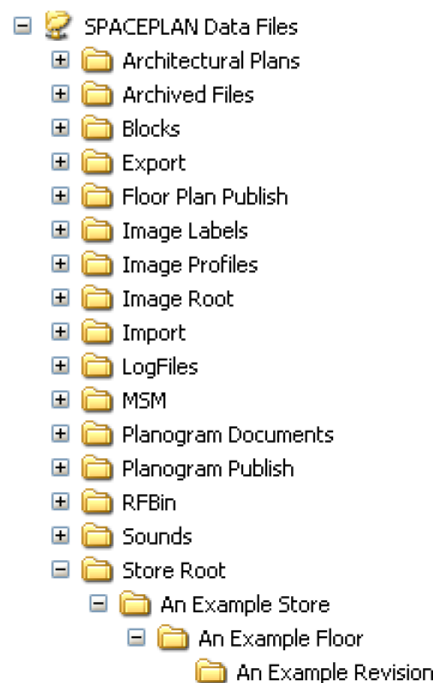 SPACEPLAN Data Files
Architectural Plans
Archived Files
Blocks
Export
Floor Plan Publish
Image Labels
Image Profiles
Image Root
Import
LogFiles
MSM
Planogram Documents
Planogram Publish
RFBin
Sounds
Store Root
An Example Store
An Example Floor
An Example Revision